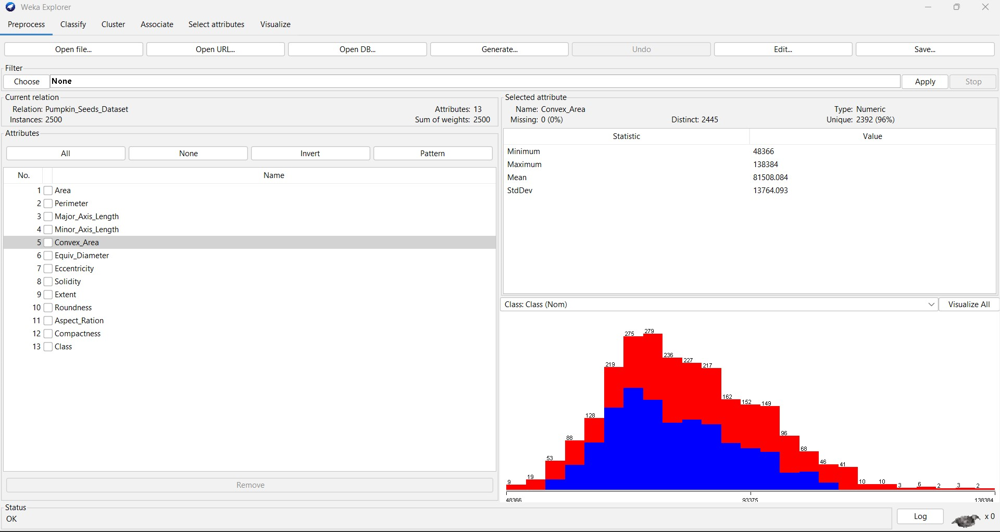 Weka Explorer
Preprocess Classify Cluster Associate Select attributes Visualize
Open file... Open URL... Open DB... Generate... Undo Edit... Save...
Filter
Choose None Apply Stop
Current relation
Relation: Pumpkin_Seeds_Dataset Attributes: 13
Instances: 2500 Sum of weights: 2500
Attributes
All None Invert Pattern
No. Name
1 Area
2 Perimeter
3 Major_Axis_Length
4 Minor_Axis_Length
5 Convex_Area
6 Equiv_Diameter
7 Eccentricity
8 Solidity
9 Extent
10 Roundness
11 Aspect_Ration
12 Compactness
13 Class
Remove
Selected attribute
Name: Convex_Area Type: Numeric
Missing: 0 (0%) Distinct: 2445 Unique: 2392 (96%)
Statistic Value
Minimum 48366
Maximum 138384
Mean 81508.084
StdDev 13764.093
Class: Class (Nom) Visualize All
9 19 53 88 128 219 275 279 236 227 217 162 152 149 96 68 46 41 10 10 3 6 2 3 2
48366 93375 138384
Status
OK
Log x 0